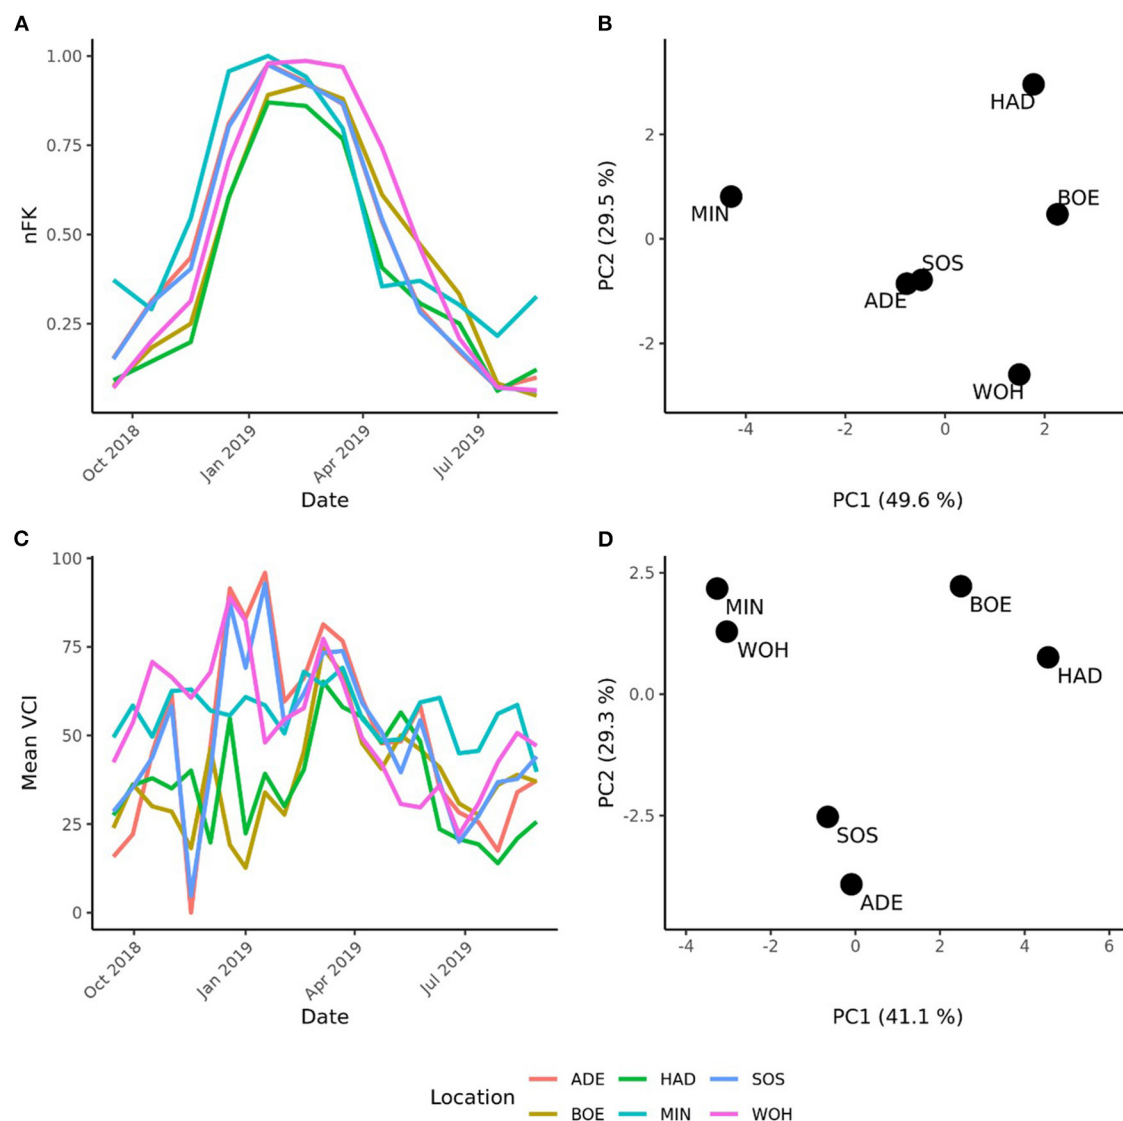 A
1.00
0.75
0.50
0.25
nFK
Oct 2018
Jan 2019
Apr 2019
Jul 2019
Date
B
2
0
-2
PC2 (29.5 %)
HAD
MIN
BOE
SOS
ADE
WOH
-4
-2
0
2
PC1 (49.6 %)
C
100
75
50
25
0
Mean VCI
Oct 2018
Jan 2019
Apr 2019
Jul 2019
Date
D
2.5
0.0
-2.5
PC2 (29.3 %)
MIN
BOE
WOH
HAD
SOS
ADE
-4
-2
0
2
4
6
PC1 (41.1 %)
Location
ADE
HAD
SOS
BOE
MIN
WOH